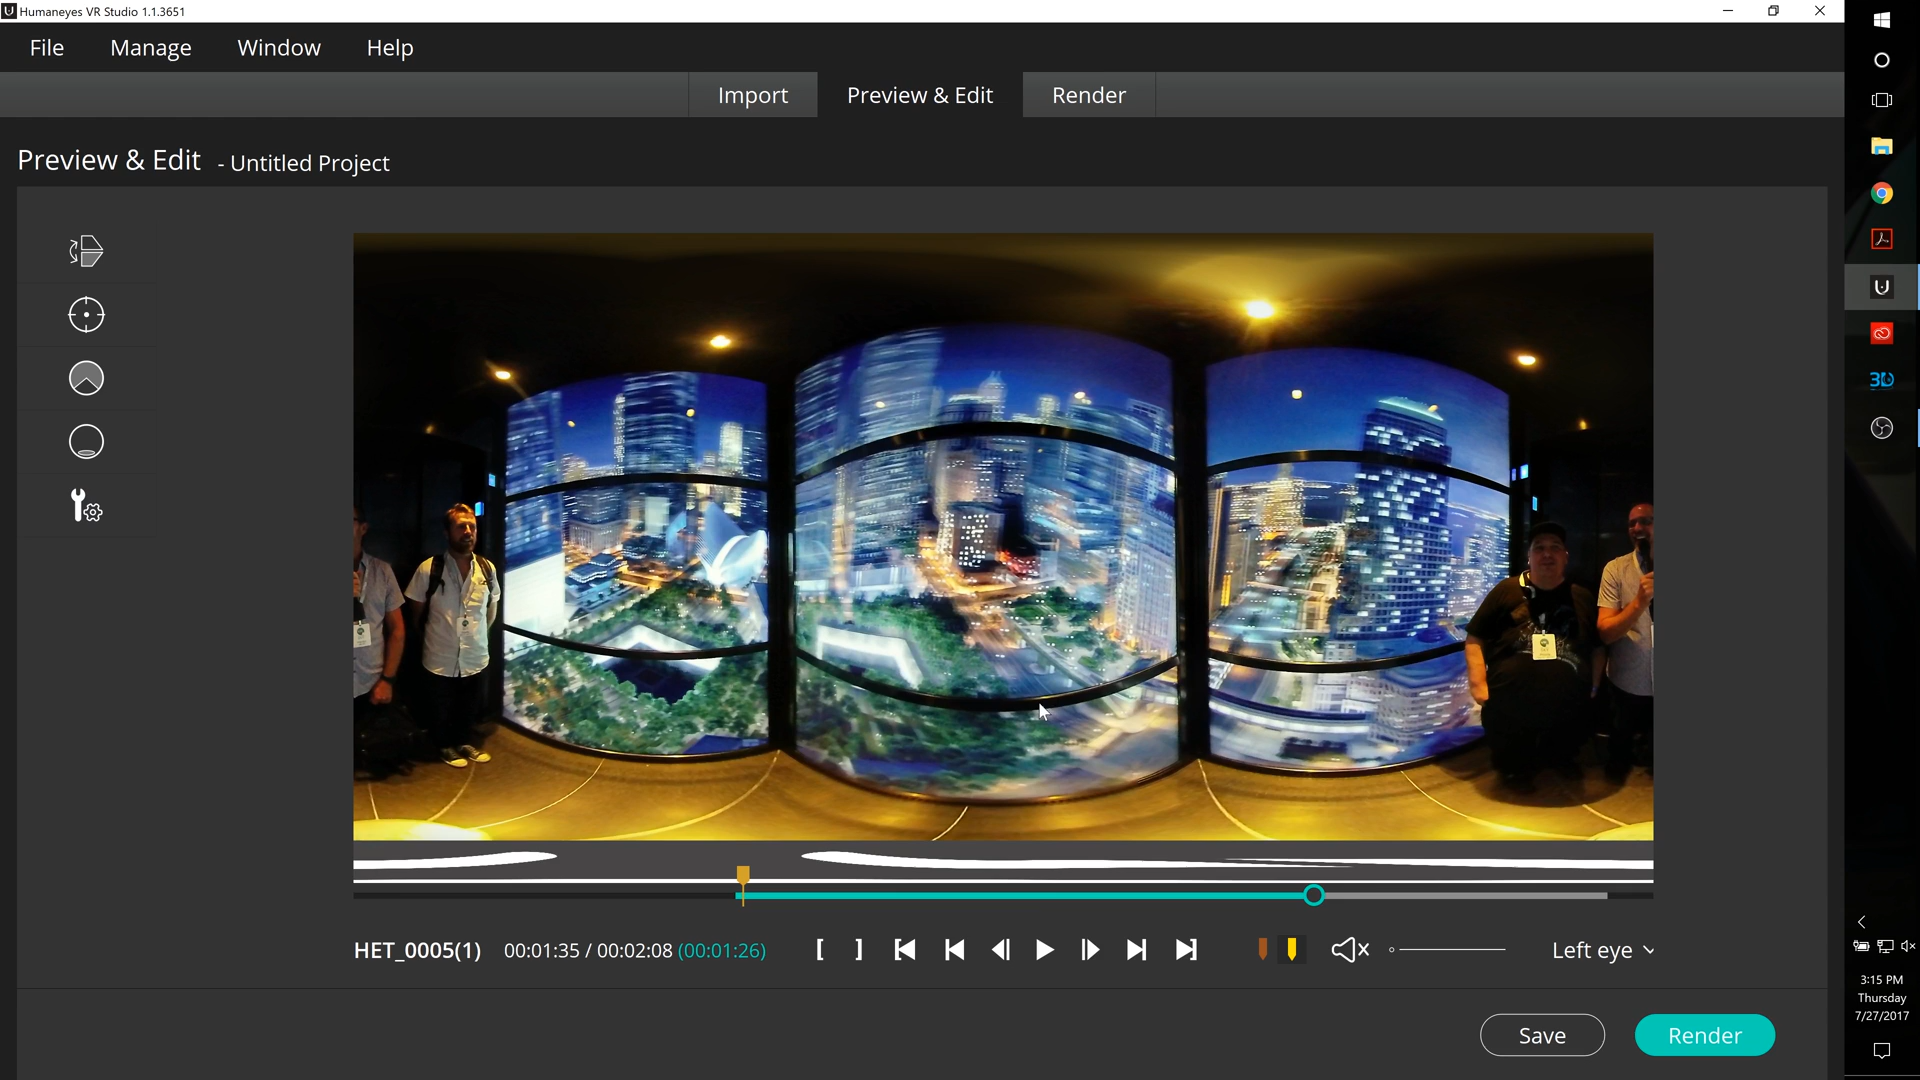 Humaneyes VR Studio 1.1.3651
File Manage Window Help
Import Preview & Edit Render
Preview & Edit - Untitled Project
HET_0005(1) 00:01:35 / 00:02:08 (00:01:26) Left eye
Save Render
3D
3:15 PM
Thursday
7/27/2017